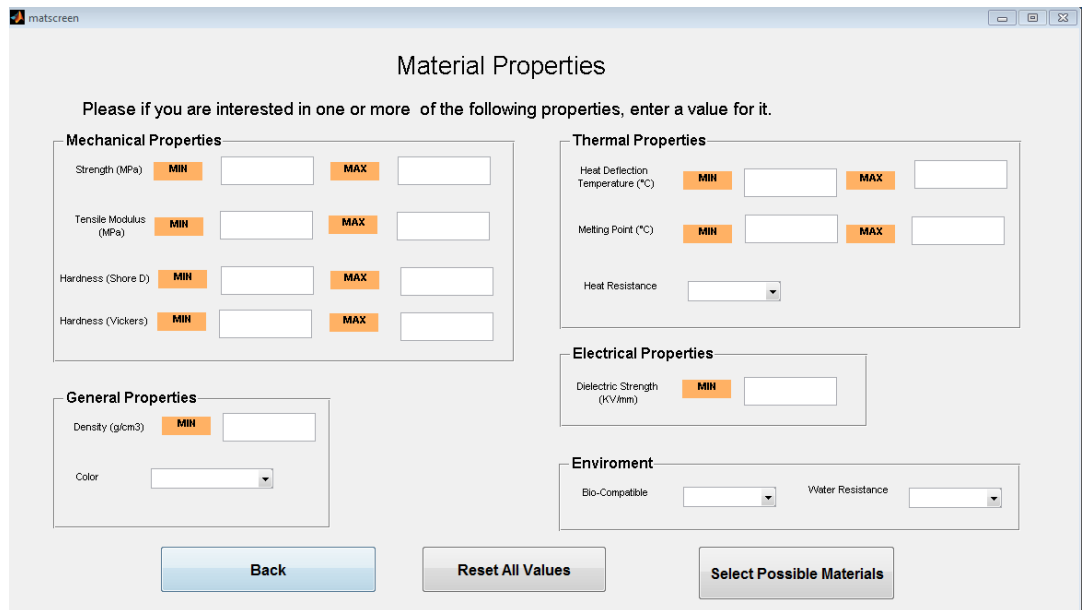 matscreen
Material Properties
Please if you are interested in one or more of the following properties, enter a value for it.
Mechanical Properties
Strength (MPa) MIN MAX
Tensile Modulus
(MPa) MIN MAX
Hardness (Shore D) MIN MAX
Hardness (Vickers) MIN MAX
General Properties
Density (g/cm3) MIN
Color
Thermal Properties
Heat Deflection
Temperature (°C) MIN MAX
Melting Point (°C) MIN MAX
Heat Resistance
Electrical Properties
Dielectric Strength
(KV/mm) MIN
Enviroment
Bio-Compatible Water Resistance
Back Reset All Values Select Possible Materials